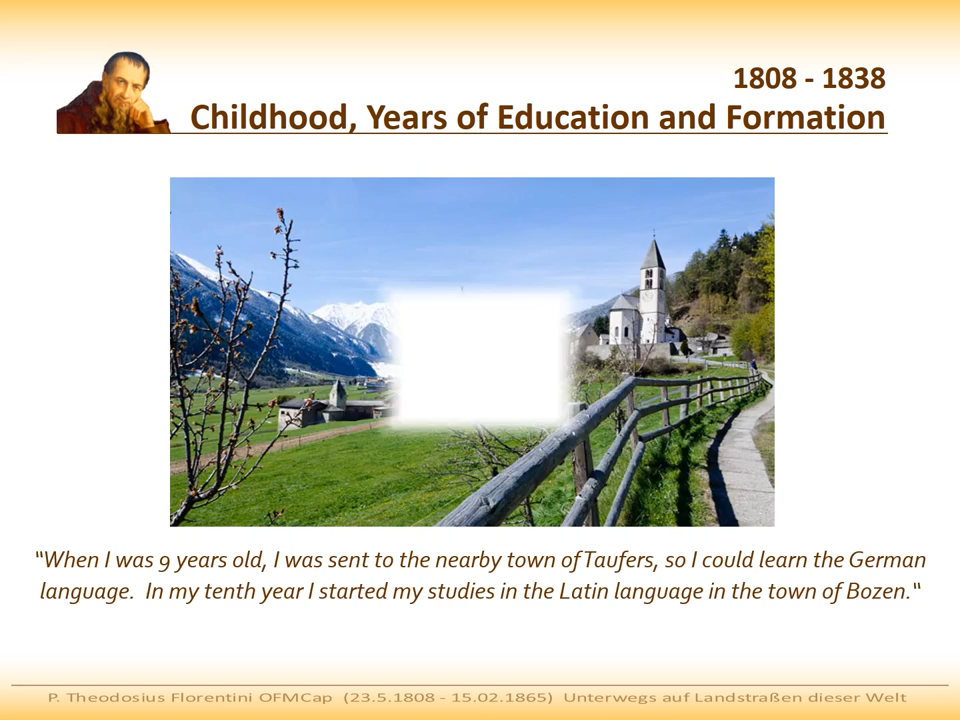 1808 - 1838
Childhood, Years of Education and Formation
“When I was 9 years old, I was sent to the nearby town of Taufers, so I could learn the German
language.  In my tenth year I started my studies in the Latin language in the town of Bozen.“
P. Theodosius Florentini OFMCap  (23.5.1808 - 15.02.1865)  Unterwegs auf Landstraßen dieser Welt